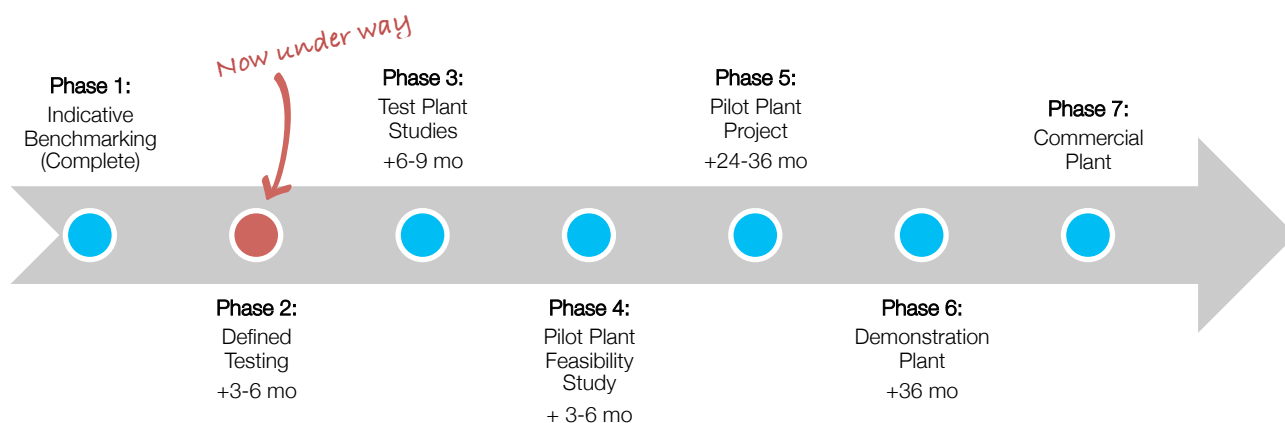 Now under way
Phase 1:
Indicative
Benchmarking
(Complete)
Phase 2:
Defined
Testing
+3-6 mo
Phase 3:
Test Plant
Studies
+6-9 mo
Phase 4:
Pilot Plant
Feasibility
Study
+ 3-6 mo
Phase 5:
Pilot Plant
Project
+24-36 mo
Phase 6:
Demonstration
Plant
+36 mo
Phase 7:
Commercial
Plant